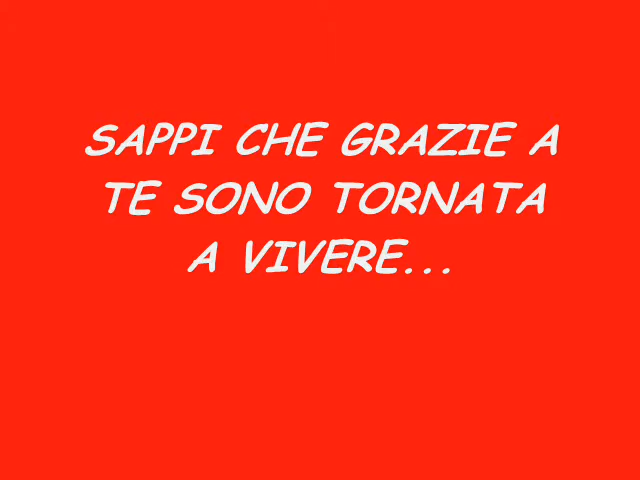 SAPPI CHE GRAZIE A
TE SONO TORNATA
A VIVERE...